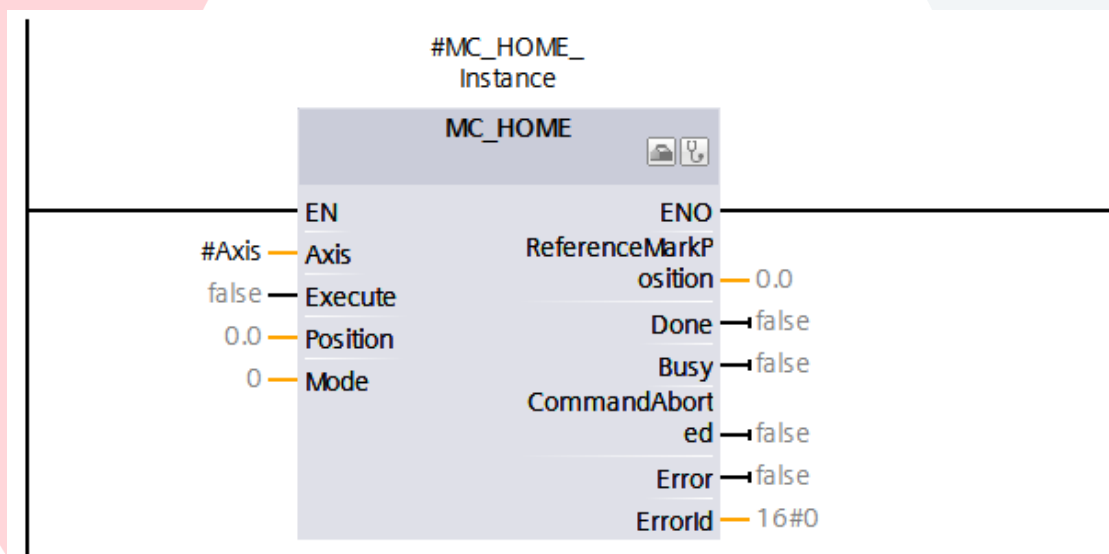 #MC_HOME_
Instance
MC_HOME
EN
ENO
#Axis
Axis
ReferenceMarkP
osition
0.0
false
Execute
Done
false
0.0
Position
Busy
false
0
Mode
CommandAbort
ed
false
Error
false
ErrorId
16#0